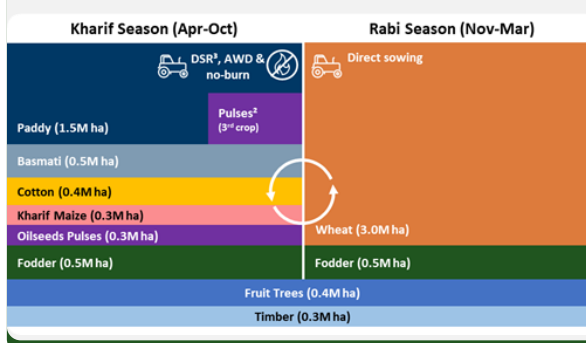 Kharif Season (Apr-Oct)
Rabi Season (Nov-Mar)
DSR³, AWD &
no-burn
Direct sowing
Pulses²
(3rd crop)
Paddy (1.5M ha)
Basmati (0.5M ha)
Cotton (0.4M ha)
Kharif Maize (0.3M ha)
Oilseeds Pulses (0.3M ha)
Wheat (3.0M ha)
Fodder (0.5M ha)
Fodder (0.5M ha)
Fruit Trees (0.4M ha)
Timber (0.3M ha)